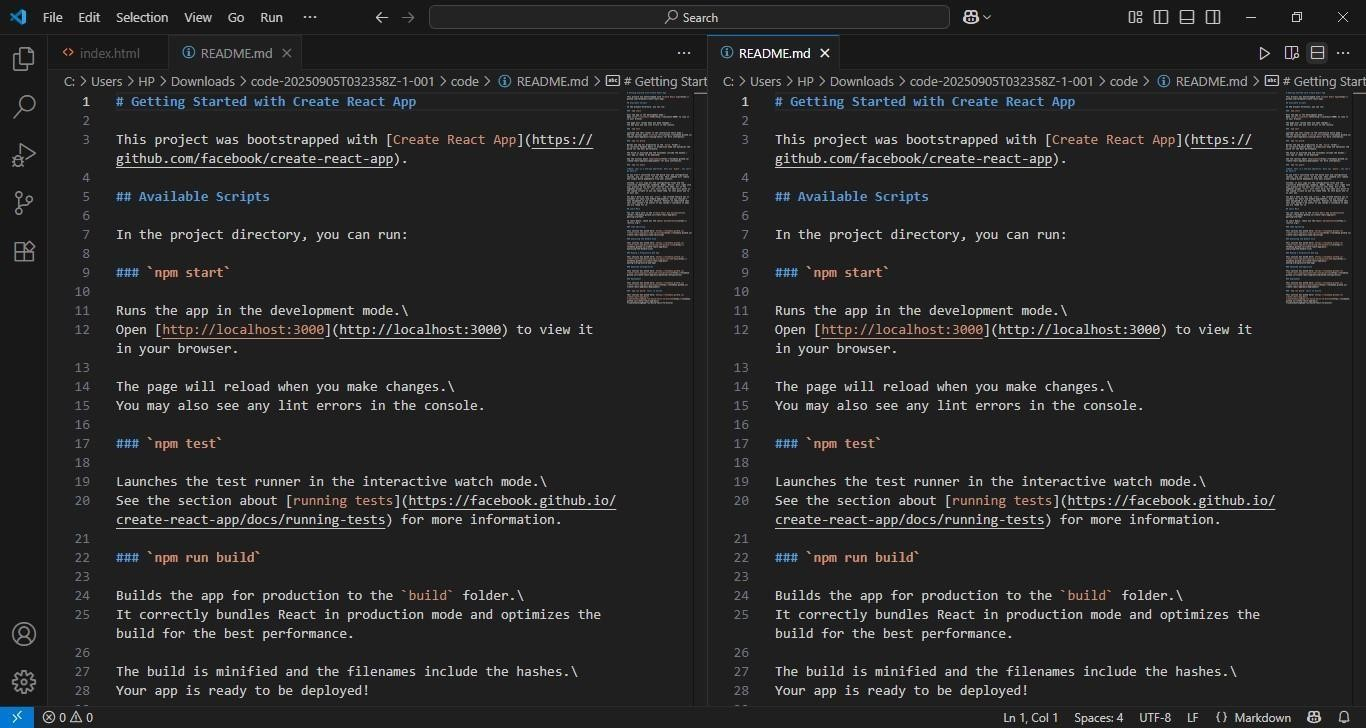 File Edit Selection View Go Run ··· Search
index.html README.md
C: > Users > HP > Downloads > code-20250905T032358Z-1-001 > code > README.md > # Getting Start
1 # Getting Started with Create React App
2
3 This project was bootstrapped with [Create React App](https://
github.com/facebook/create-react-app).
4
5 ## Available Scripts
6
7 In the project directory, you can run:
8
9 ### `npm start`
10
11 Runs the app in the development mode.\
12 Open [http://localhost:3000](http://localhost:3000) to view it
in your browser.
13
14 The page will reload when you make changes.\
15 You may also see any lint errors in the console.
16
17 ### `npm test`
18
19 Launches the test runner in the interactive watch mode.\
20 See the section about [running tests](https://facebook.github.io/
create-react-app/docs/running-tests) for more information.
21
22 ### `npm run build`
23
24 Builds the app for production to the `build` folder.\
25 It correctly bundles React in production mode and optimizes the
build for the best performance.
26
27 The build is minified and the filenames include the hashes.\
28 Your app is ready to be deployed!
README.md
C: > Users > HP > Downloads > code-20250905T032358Z-1-001 > code > README.md > # Getting Start
1 # Getting Started with Create React App
2
3 This project was bootstrapped with [Create React App](https://
github.com/facebook/create-react-app).
4
5 ## Available Scripts
6
7 In the project directory, you can run:
8
9 ### `npm start`
10
11 Runs the app in the development mode.\
12 Open [http://localhost:3000](http://localhost:3000) to view it
in your browser.
13
14 The page will reload when you make changes.\
15 You may also see any lint errors in the console.
16
17 ### `npm test`
18
19 Launches the test runner in the interactive watch mode.\
20 See the section about [running tests](https://facebook.github.io/
create-react-app/docs/running-tests) for more information.
21
22 ### `npm run build`
23
24 Builds the app for production to the `build` folder.\
25 It correctly bundles React in production mode and optimizes the
build for the best performance.
26
27 The build is minified and the filenames include the hashes.\
28 Your app is ready to be deployed!
0 0 Ln 1, Col 1 Spaces: 4 UTF-8 LF {} Markdown